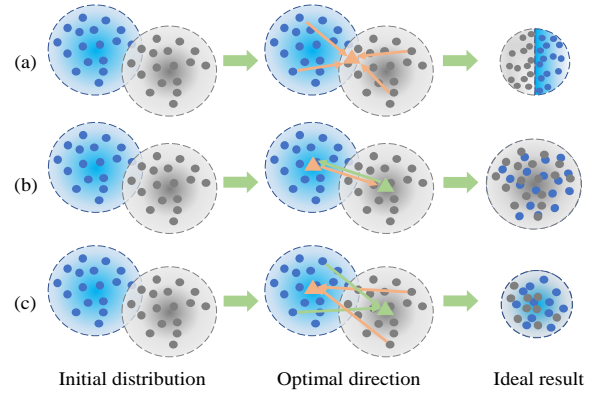 (a)
(b)
(c)
Initial distribution Optimal direction Ideal result